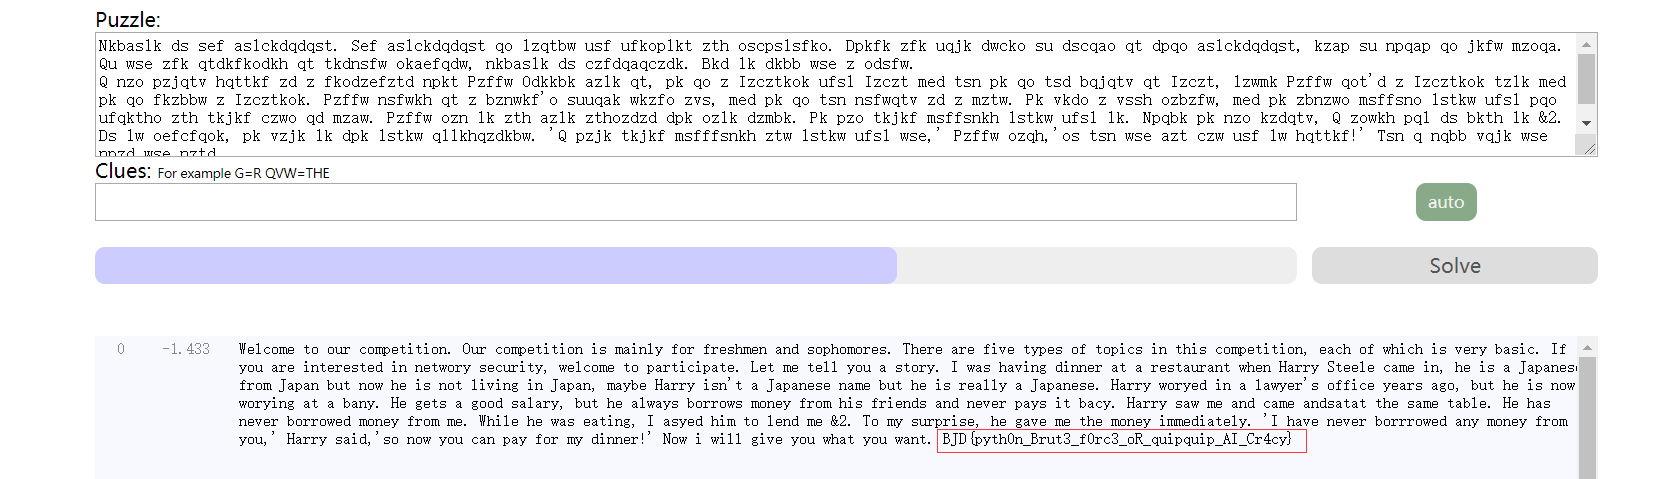 Puzzle:
Nkbaslk ds sef aslckdqdqst. Sef aslckdqdqst qo lzqtbw usf ufkoplkt zth oscpslsfko. Dpkfk zfk uqjk dwcko su dscqao qt dpqo aslckdqdqst, kzap su npqap qo jkfw mzoqa.
Qu wse zfk qtdkfkodkh qt tkdnsfw okaefqdw, nkbaslk ds czfdqaqczdk. Bkd lk dkbb wse z odsfw.
Q nzo pzjqtv hqttkf zd z fkodzefztd npkt Pzffw Odkkbk azlk qt, pk qo z Izcztkok ufsl Izczt med tsn pk qo tsd bqjqtv qt Izczt, lzwmk Pzffw qot'd z Izcztkok tzlk med
pk qo fkzbbw z Izcztkok. Pzffw nsfwkh qt z bznwkf'o suuqak wkzfo zvs, med pk qo tsn nsfwqtv zd z mztw. Pk vkdo z vssh ozbzfw, med pk zbnzwo msffsno lstkw ufsl pqo
ufqktho zth tkjkf czwo qd mzaw. Pzffw ozn lk zth azlk zthozdzd dpk ozlk dzmbk. Pk pzo tkjkf msffsnkh lstkw ufsl lk. Npqbk pk nzo kzdqtv, Q zowkh pql ds bkth lk &2.
Ds lw oefcfqok, pk vzjk lk dpk lstkw qllkhqzdkbw. 'Q pzjk tkjkf msfffsnkh ztw lstkw ufsl wse,' Pzffw ozqh,'os tsn wse azt czw usf lw hqttkf!' Tsn q nqbb vqjk wse
npzd wse nztd
Clues: For example G=R QVW=THE
auto
Solve
0 -1.433 Welcome to our competition. Our competition is mainly for freshmen and sophomores. There are five types of topics in this competition, each of which is very basic. If
you are interested in networy security, welcome to participate. Let me tell you a story. I was having dinner at a restaurant when Harry Steele came in, he is a Japanese
from Japan but now he is not living in Japan, maybe Harry isn't a Japanese name but he is really a Japanese. Harry woryed in a lawyer's office years ago, but he is now
worying at a bany. He gets a good salary, but he always borrows money from his friends and never pays it bacy. Harry saw me and came andsatat the same table. He has
never borrowed money from me. While he was eating, I asyed him to lend me &2. To my surprise, he gave me the money immediately. 'I have never borrrowed any money from
you,' Harry said,'so now you can pay for my dinner!' Now i will give you what you want. BJD{pyth0n_Brut3_f0rc3_oR_quipquip_AI_Cr4cy}